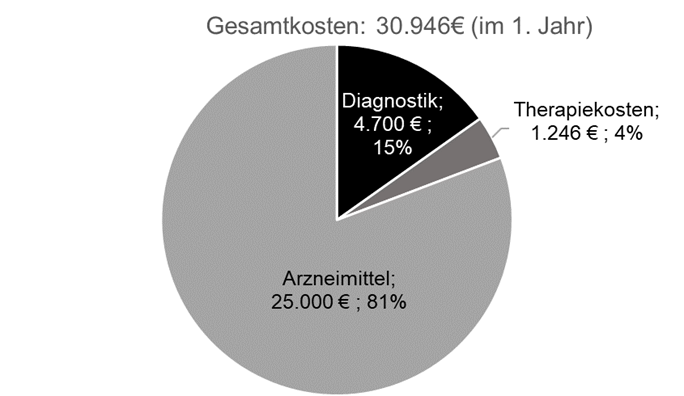 Gesamtkosten: 30.946€ (im 1. Jahr)
Diagnostik;
4.700 € ;
15%
Therapiekosten;
1.246 € ; 4%
Arzneimittel;
25.000 € ; 81%